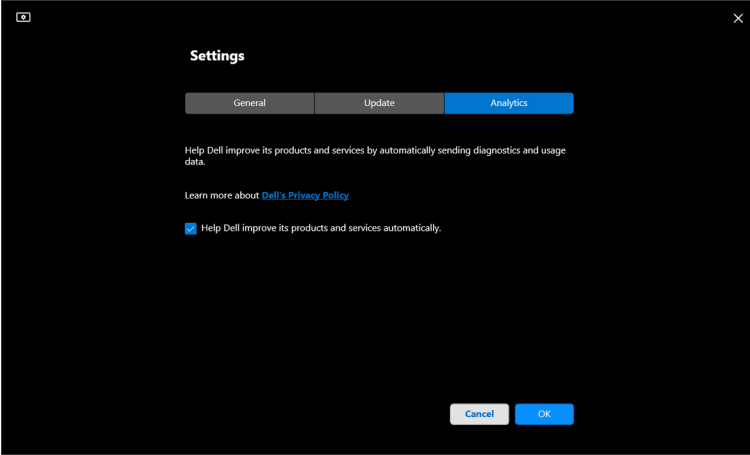 Settings
General
Update
Analytics
Help Dell improve its products and services by automatically sending diagnostics and usage
data.
Learn more about Dell's Privacy Policy
Help Dell improve its products and services automatically.
Cancel
OK